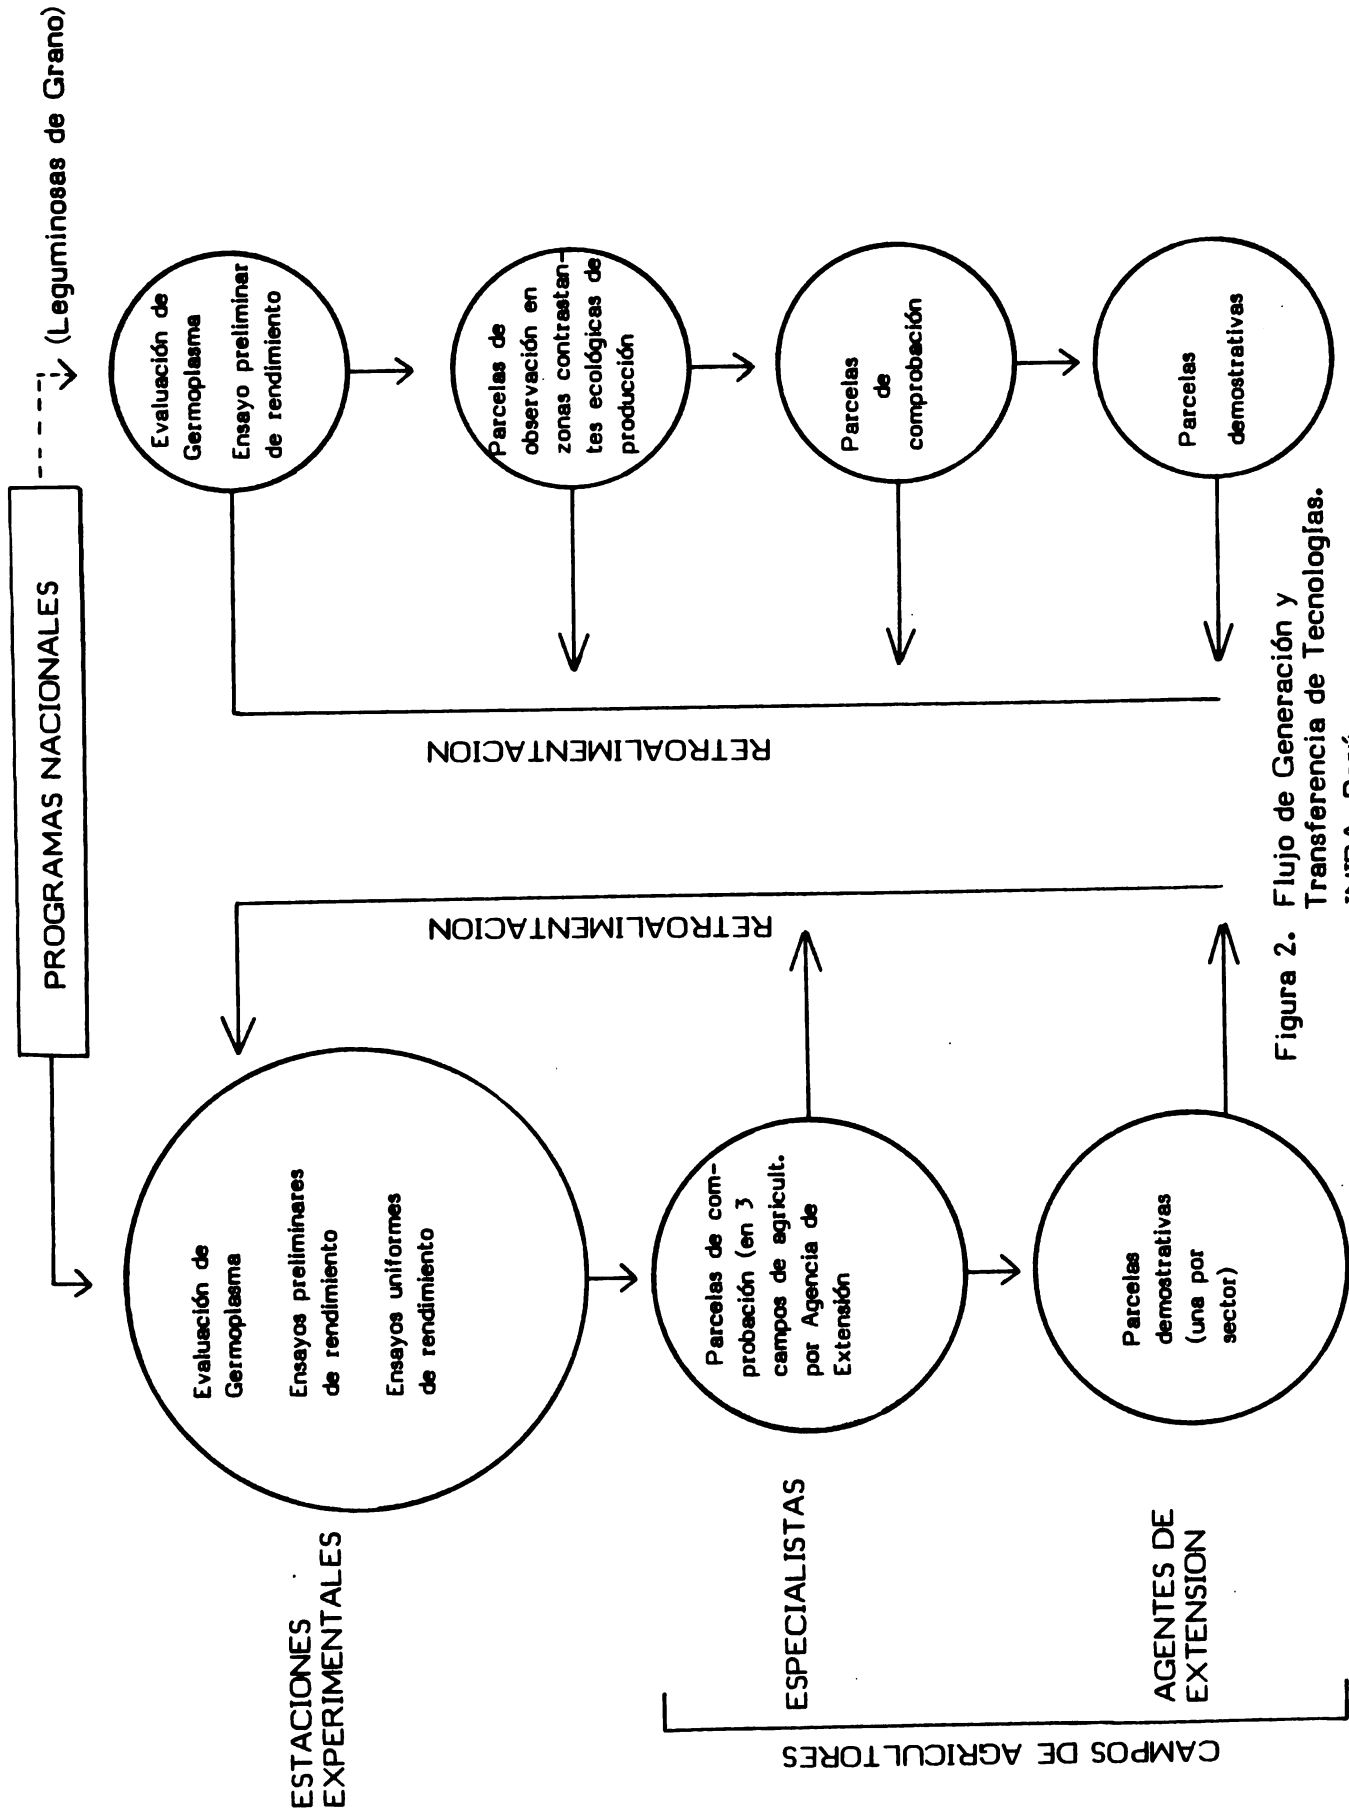 PROGRAMAS NACIONALES
(Leguminosas de Grano)
ESTACIONES
EXPERIMENTALES
Evaluación de
Germoplasma
Ensayos preliminares
de rendimiento
Ensayos uniformes
de rendimiento
RETROALIMENTACION
RETROALIMENTACION
Evaluación de
Germoplasma
Ensayo preliminar
de rendimiento
Parcelas de
observación en
zonas contrastan-
tes ecológicas de
producción
CAMPOS DE AGRICULTORES
ESPECIALISTAS
Parcelas de com-
probación (en 3
campos de agricult.
por Agencia de
Extensión
Parcelas
de
comprobación
AGENTES DE
EXTENSION
Parcelas
demostrativas
(una por
sector)
Parcelas
demostrativas
Figura 2. Flujo de Generación y
Transferencia de Tecnologías.